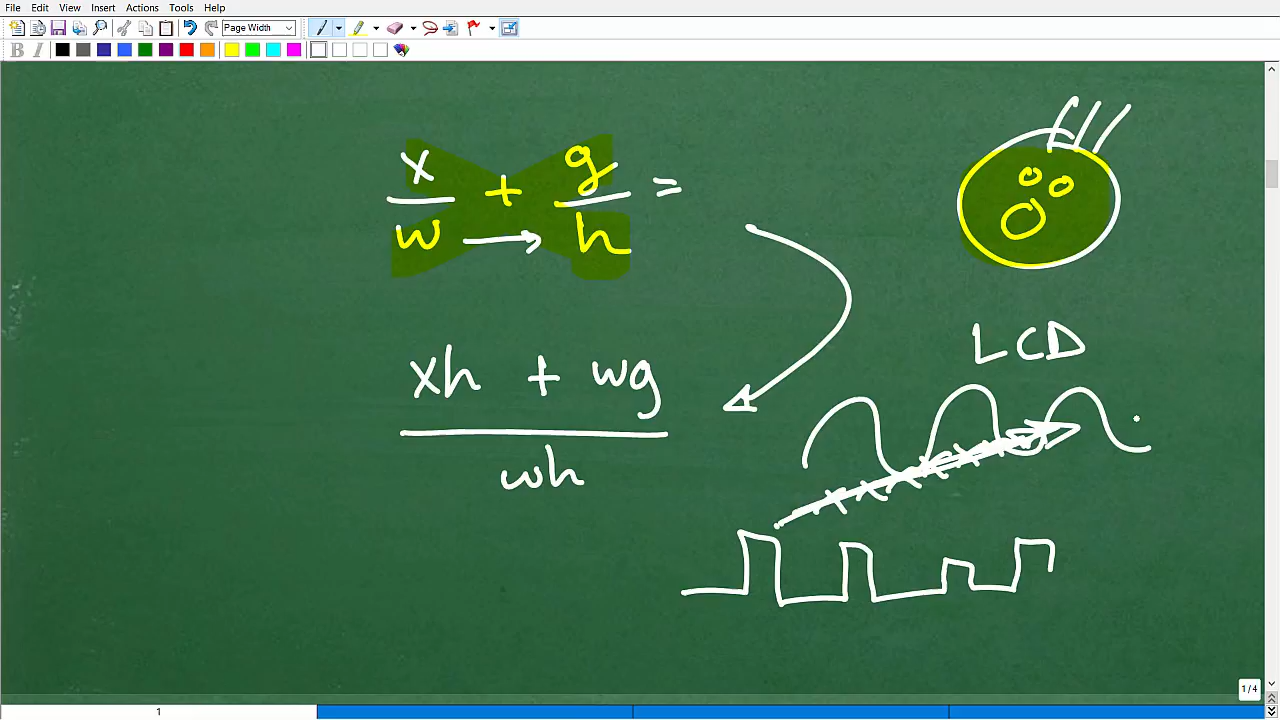 File Edit View Insert Actions Tools Help
Page Width
B I
x/w + g/h =
LCD
xh + wg
wh
1/4
1